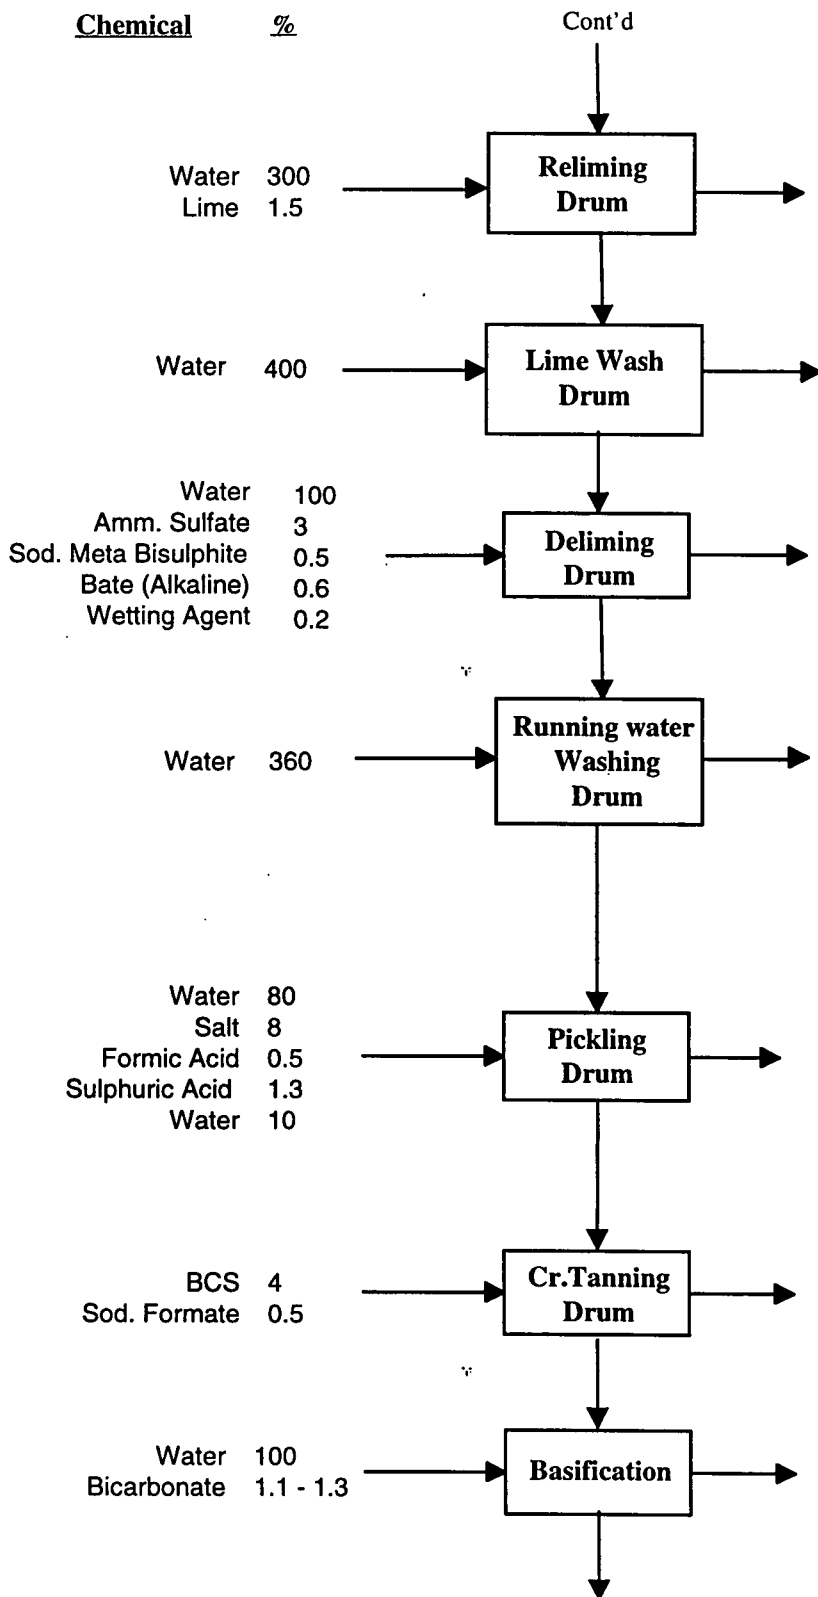 Chemical % Cont'd
Water 300
Lime 1.5
Reliming
Drum
Water 400
Lime Wash
Drum
Water 100
Amm. Sulfate 3
Sod. Meta Bisulphite 0.5
Bate (Alkaline) 0.6
Wetting Agent 0.2
Deliming
Drum
Water 360
Running water
Washing
Drum
Water 80
Salt 8
Formic Acid 0.5
Sulphuric Acid 1.3
Water 10
Pickling
Drum
BCS 4
Sod. Formate 0.5
Cr.Tanning
Drum
Water 100
Bicarbonate 1.1 - 1.3
Basification